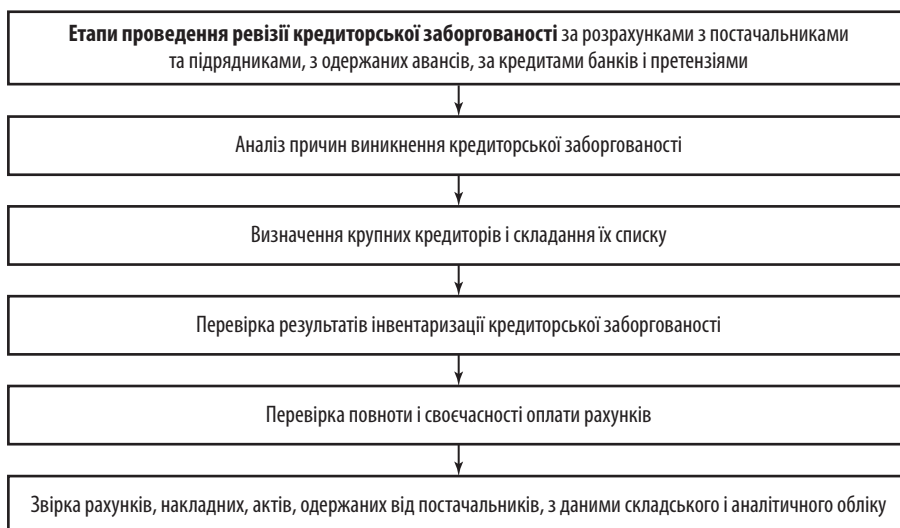 Етапи проведення ревізії кредиторської заборгованості за розрахунками з постачальниками
та підрядниками, з одержаних авансів, за кредитами банків і претензіями
Аналіз причин виникнення кредиторської заборгованості
Визначення крупних кредиторів і складання їх списку
Перевірка результатів інвентаризації кредиторської заборгованості
Перевірка повноти і своєчасності оплати рахунків
Звірка рахунків, накладних, актів, одержаних від постачальників, з даними складського і аналітичного обліку